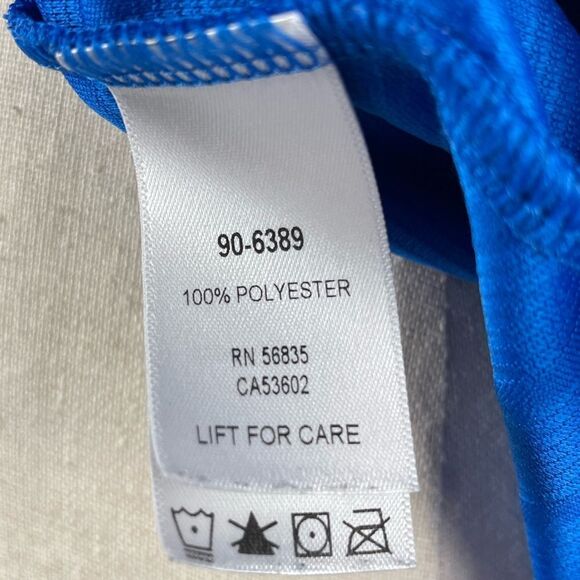 90-6389
100% POLYESTER
RN 56835
CA53602
LIFT FOR CARE